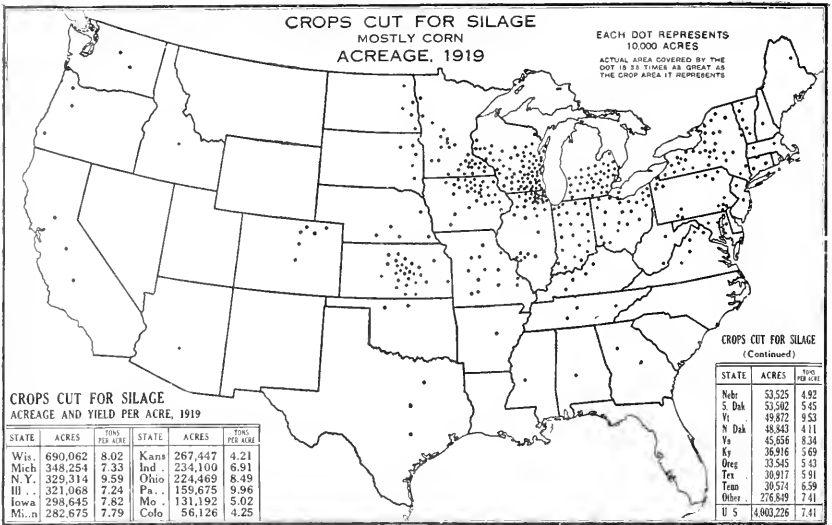 CROPS CUT FOR SILAGE
MOSTLY CORN
ACREAGE, 1919
EACH DOT REPRESENTS
10,000 ACRES
ACTUAL AREA COVERED BY THE
DOT IS 35 TIMES AS GREAT AS
THE CROP AREA IT REPRESENTS
CROPS CUT FOR SILAGE
ACREAGE AND YIELD PER ACRE, 1919
STATE ACRES TONS PER ACRE STATE ACRES TONS PER ACRE
Wis. 690,062 8.02 Kans 267,447 4.21
Mich 348,254 7.33 Ind . 234,100 6.91
N.Y. 329,314 9.59 Ohio 224,469 8.49
Ill . . 321,068 7.24 Pa. . 159,675 9.96
Iowa 298,645 7.82 Mo . 131,192 5.02
Mi..n 282,675 7.79 Colo 56,126 4.25
CROPS CUT FOR SILAGE
(Continued)
STATE ACRES TONS PER ACRE
Nebr 53,525 4.92
S. Dak 53,502 5.45
Vt 49,872 9.53
N Dak 48,843 4.11
Va 45,656 8.34
Ky 36,916 5.69
Oreg 33,545 5.43
Tex . 30,917 5.91
Tenn 30,574 6.59
Other . 276,849 7.41
U S 4,003,226 7.41